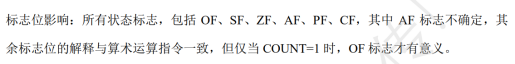 标志位影响：所有状态标志，包括 OF、SF、ZF、AF、PF、CF，其中 AF 标志不确定，其
余标志位的解释与算术运算指令一致，但仅当 COUNT=1 时，OF 标志才有意义。